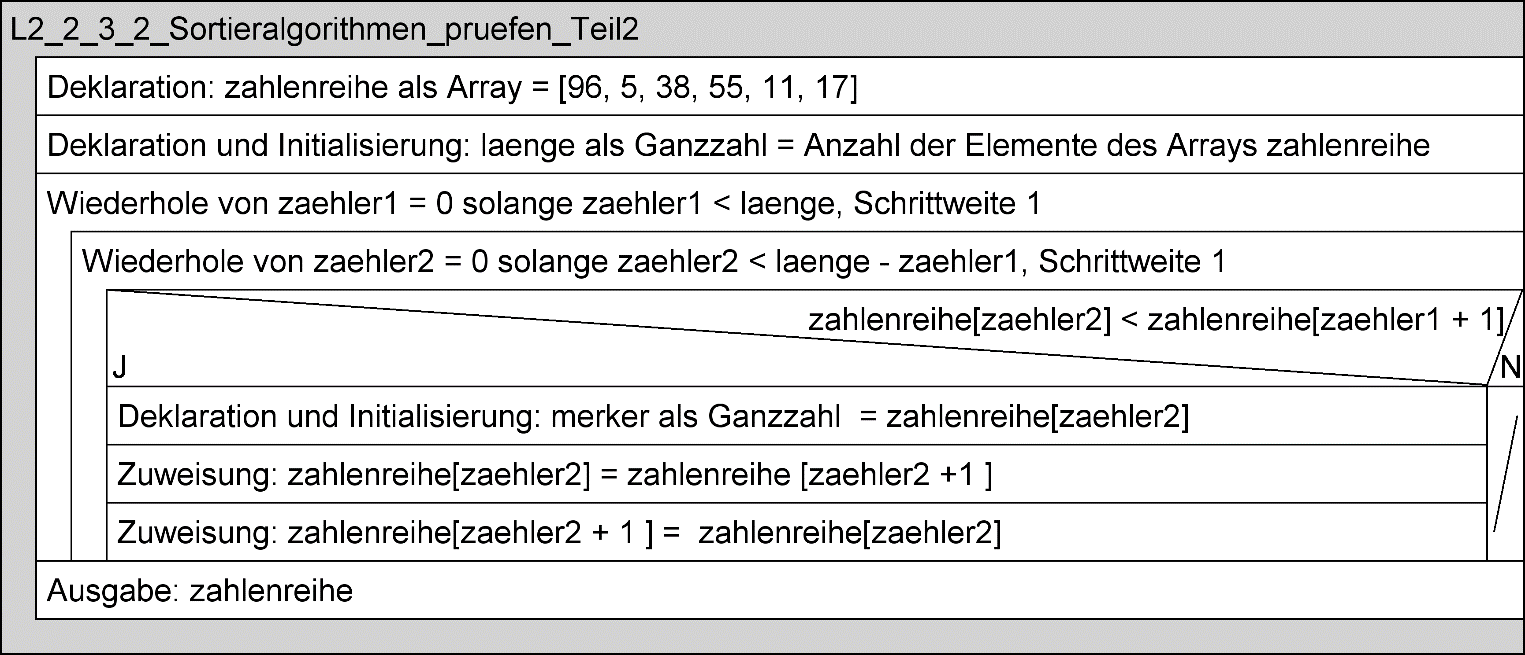 L2_2_3_2_Sortieralgorithmen_pruefen_Teil2
Deklaration: zahlenreihe als Array = [96, 5, 38, 55, 11, 17]
Deklaration und Initialisierung: laenge als Ganzzahl = Anzahl der Elemente des Arrays zahlenreihe
Wiederhole von zaehler1 = 0 solange zaehler1 < laenge, Schrittweite 1
Wiederhole von zaehler2 = 0 solange zaehler2 < laenge - zaehler1, Schrittweite 1
zahlenreihe[zaehler2] < zahlenreihe[zaehler1 + 1]
J N
Deklaration und Initialisierung: merker als Ganzzahl = zahlenreihe[zaehler2]
Zuweisung: zahlenreihe[zaehler2] = zahlenreihe [zaehler2 +1 ]
Zuweisung: zahlenreihe[zaehler2 + 1 ] = zahlenreihe[zaehler2]
Ausgabe: zahlenreihe